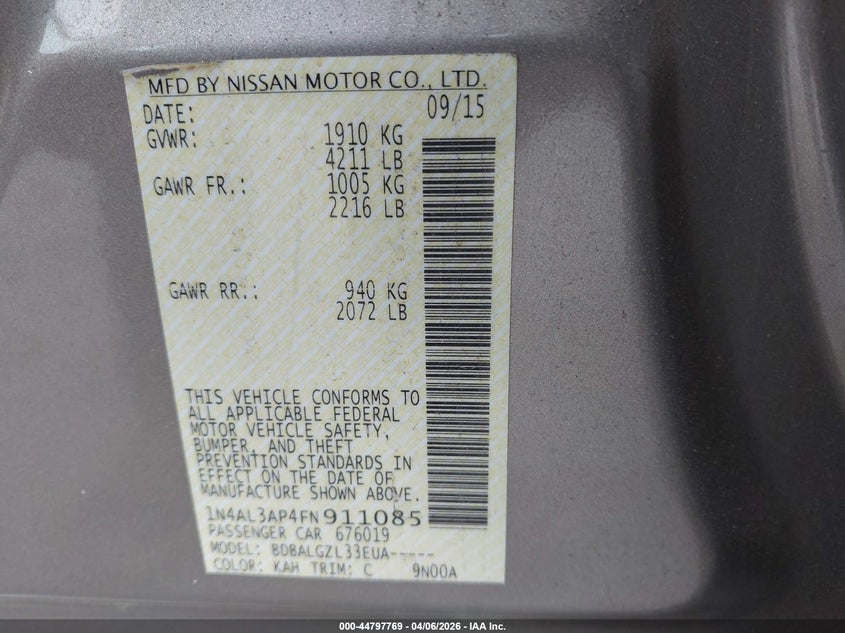 MFD BY NISSAN MOTOR CO., LTD.
DATE: 09/15
GVWR: 1910 KG
4211 LB
GAWR FR.: 1005 KG
2216 LB
GAWR RR.: 940 KG
2072 LB
THIS VEHICLE CONFORMS TO
ALL APPLICABLE FEDERAL
MOTOR VEHICLE SAFETY,
BUMPER, AND THEFT
PREVENTION STANDARDS IN
EFFECT ON THE DATE OF
MANUFACTURE SHOWN ABOVE.
1N4AL3AP4FN911085
PASSENGER CAR 676019
MODEL: BDBALGZL33EUA-----
COLOR: KAH TRIM: C 9N00A
000-44797769 - 04/06/2026 - IAA Inc.